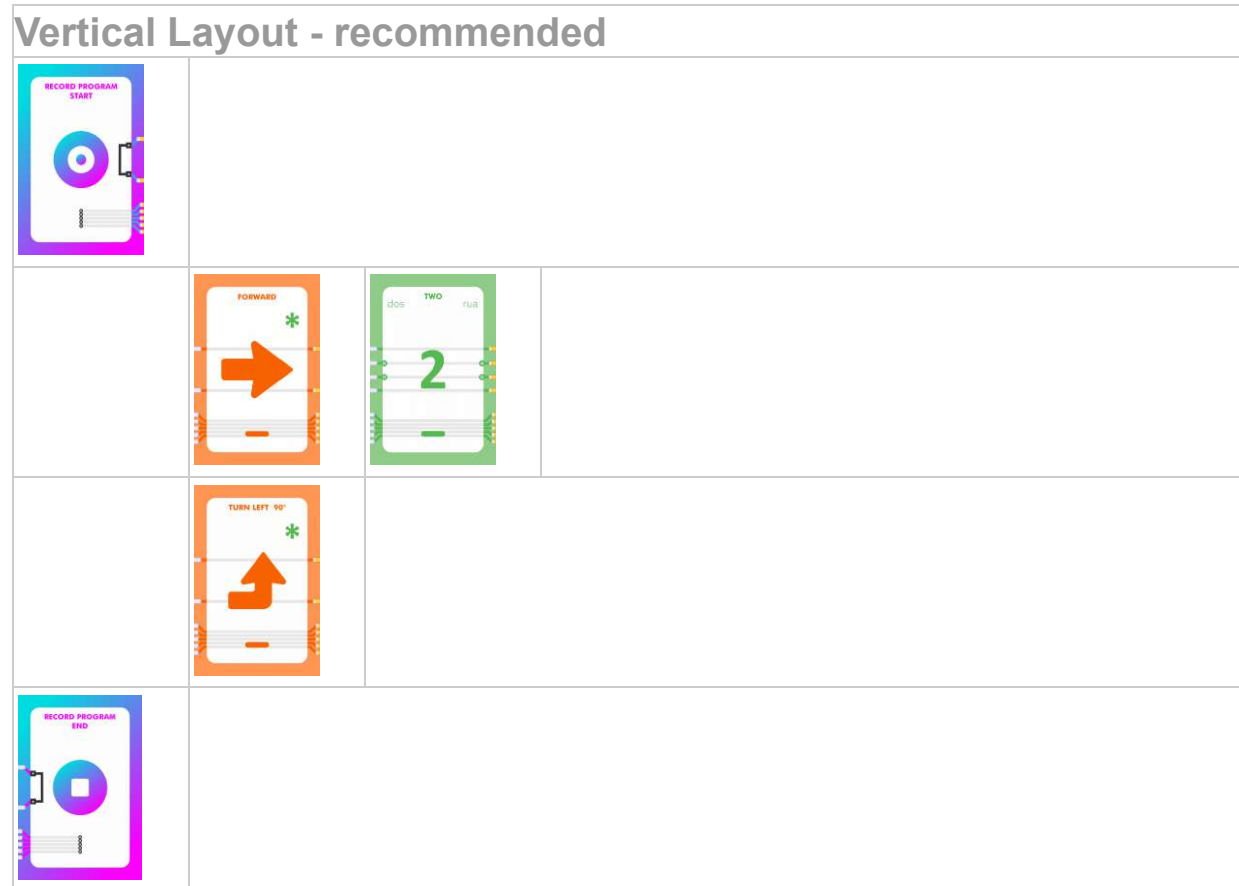 Vertical Layout - recommended
RECORD PROGRAM
START
FORWARD
*
dos TWO rua
2
TURN LEFT 90°
*
RECORD PROGRAM
END